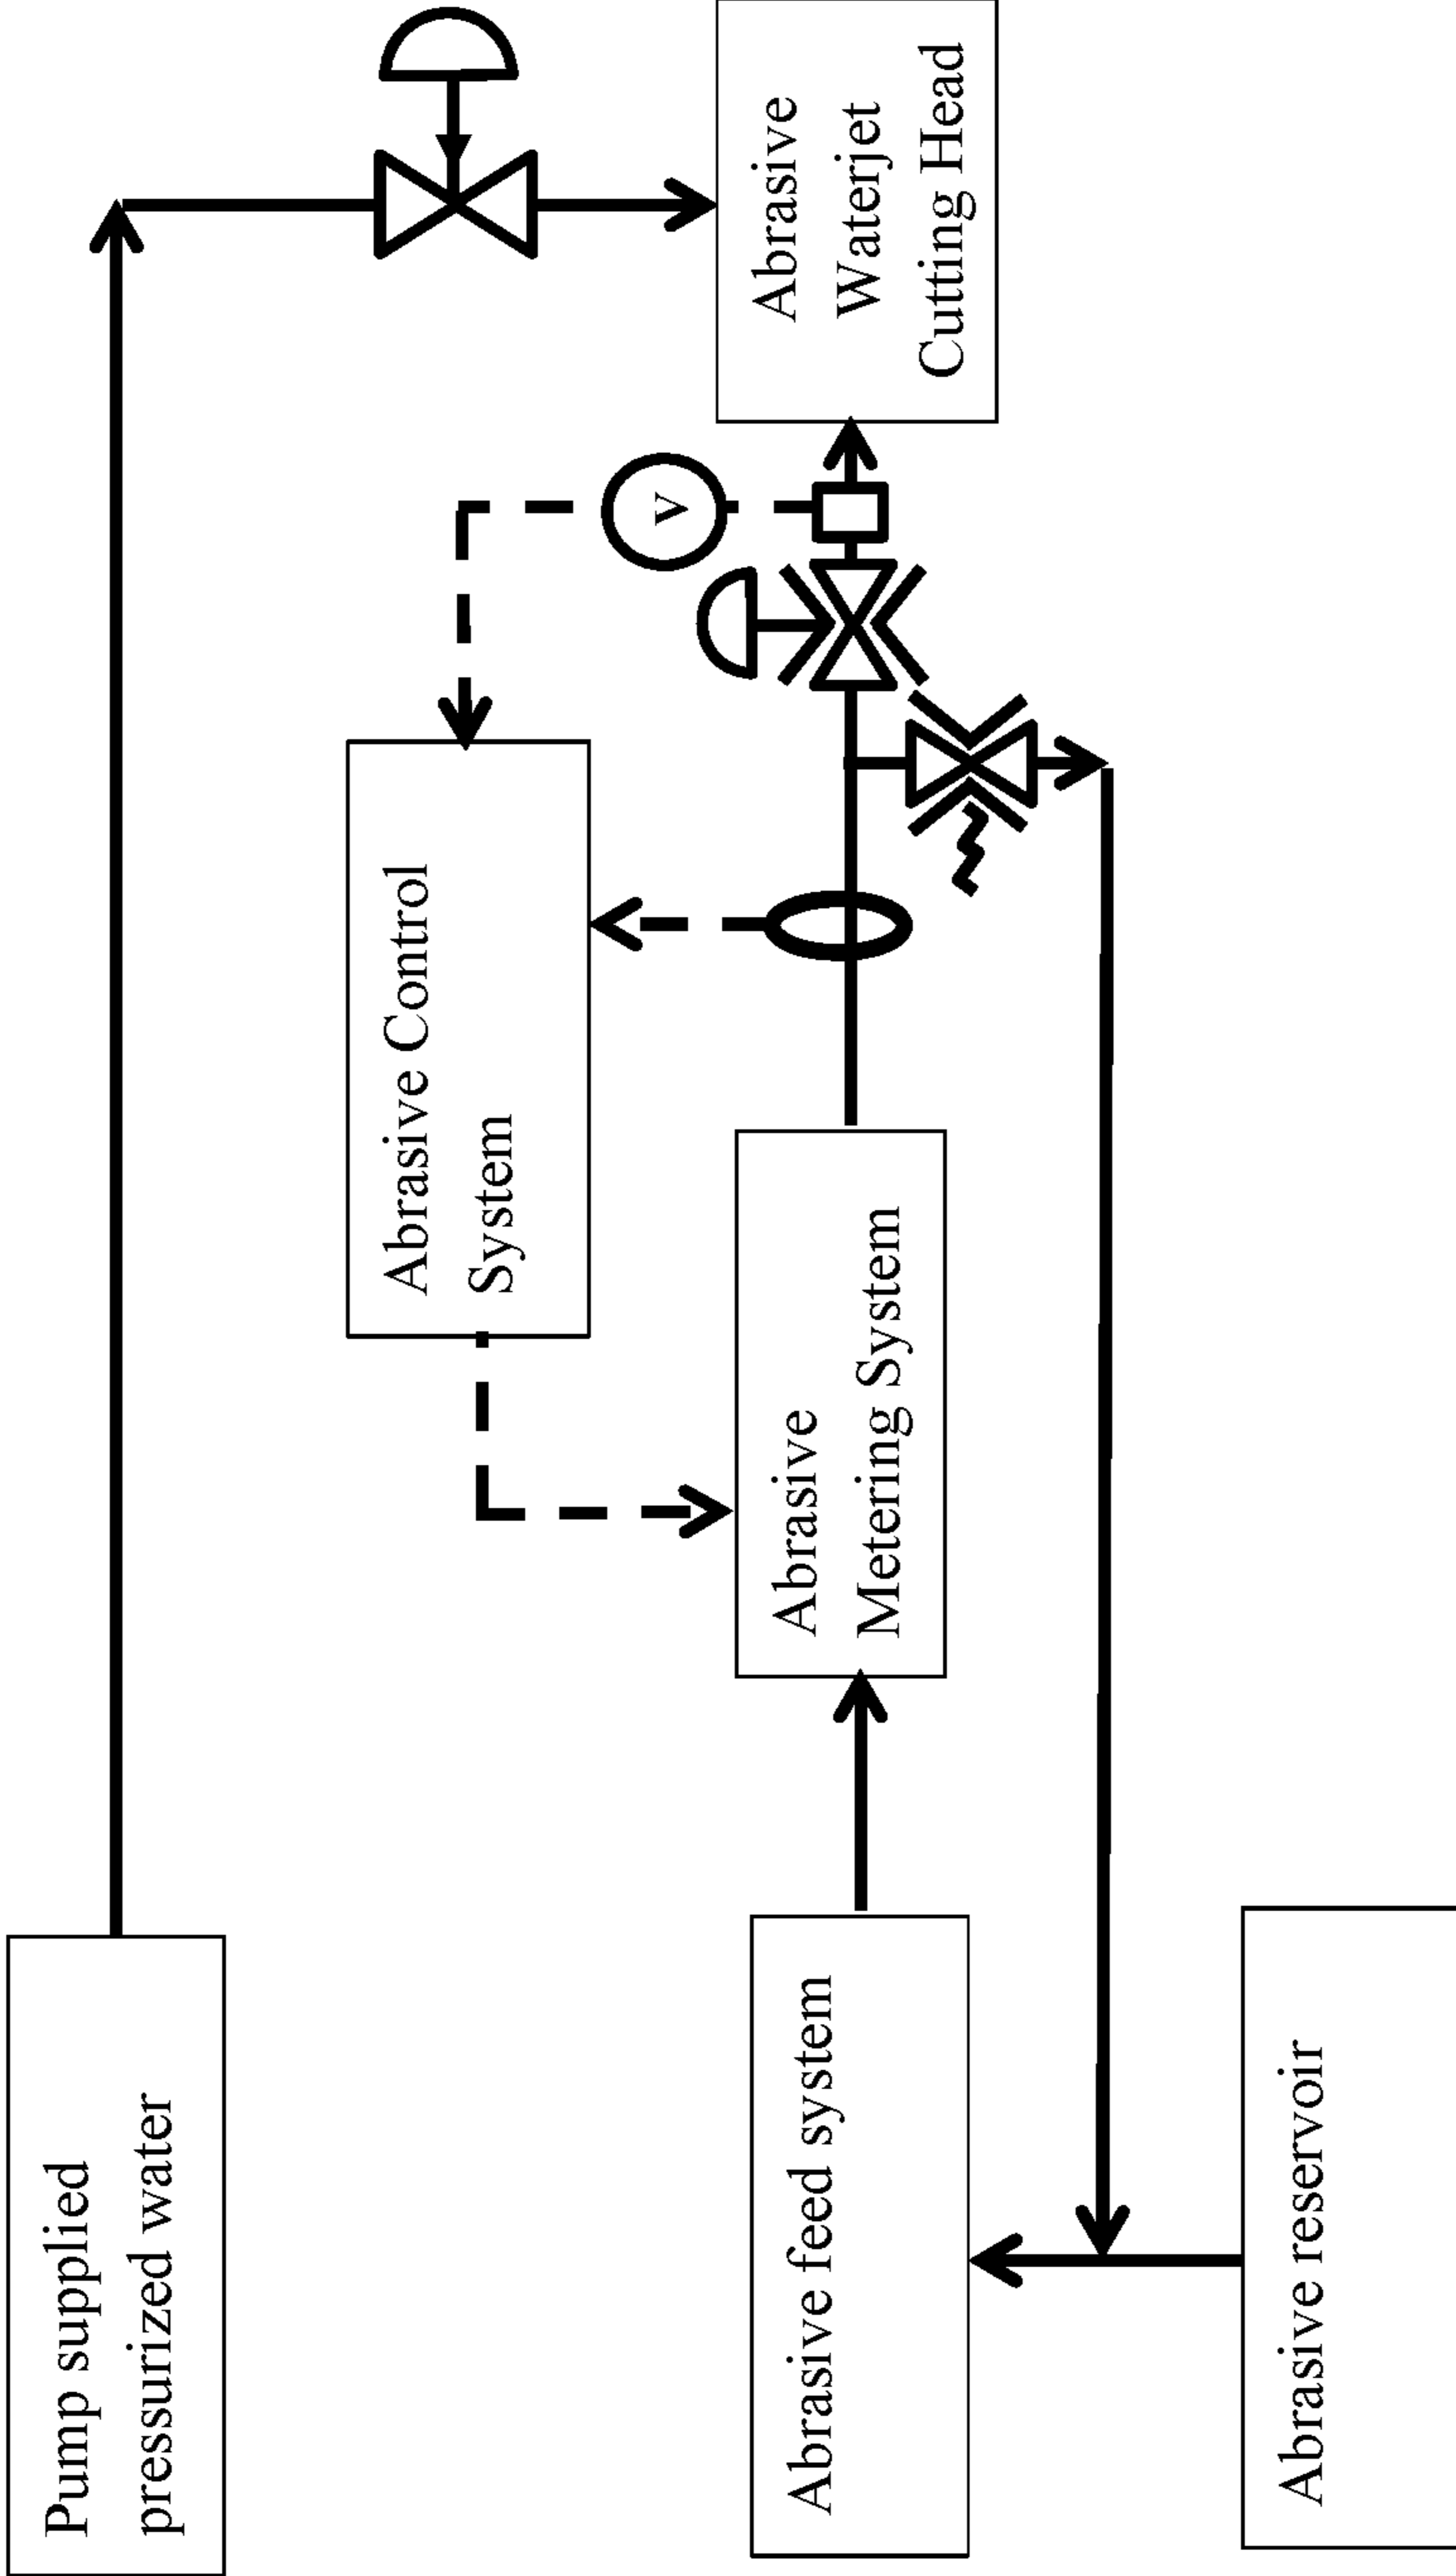 Pump supplied
pressurized water
Abrasive Control
System
v
Abrasive
Waterjet
Cutting Head
Abrasive
Metering System
Abrasive feed system
Abrasive reservoir